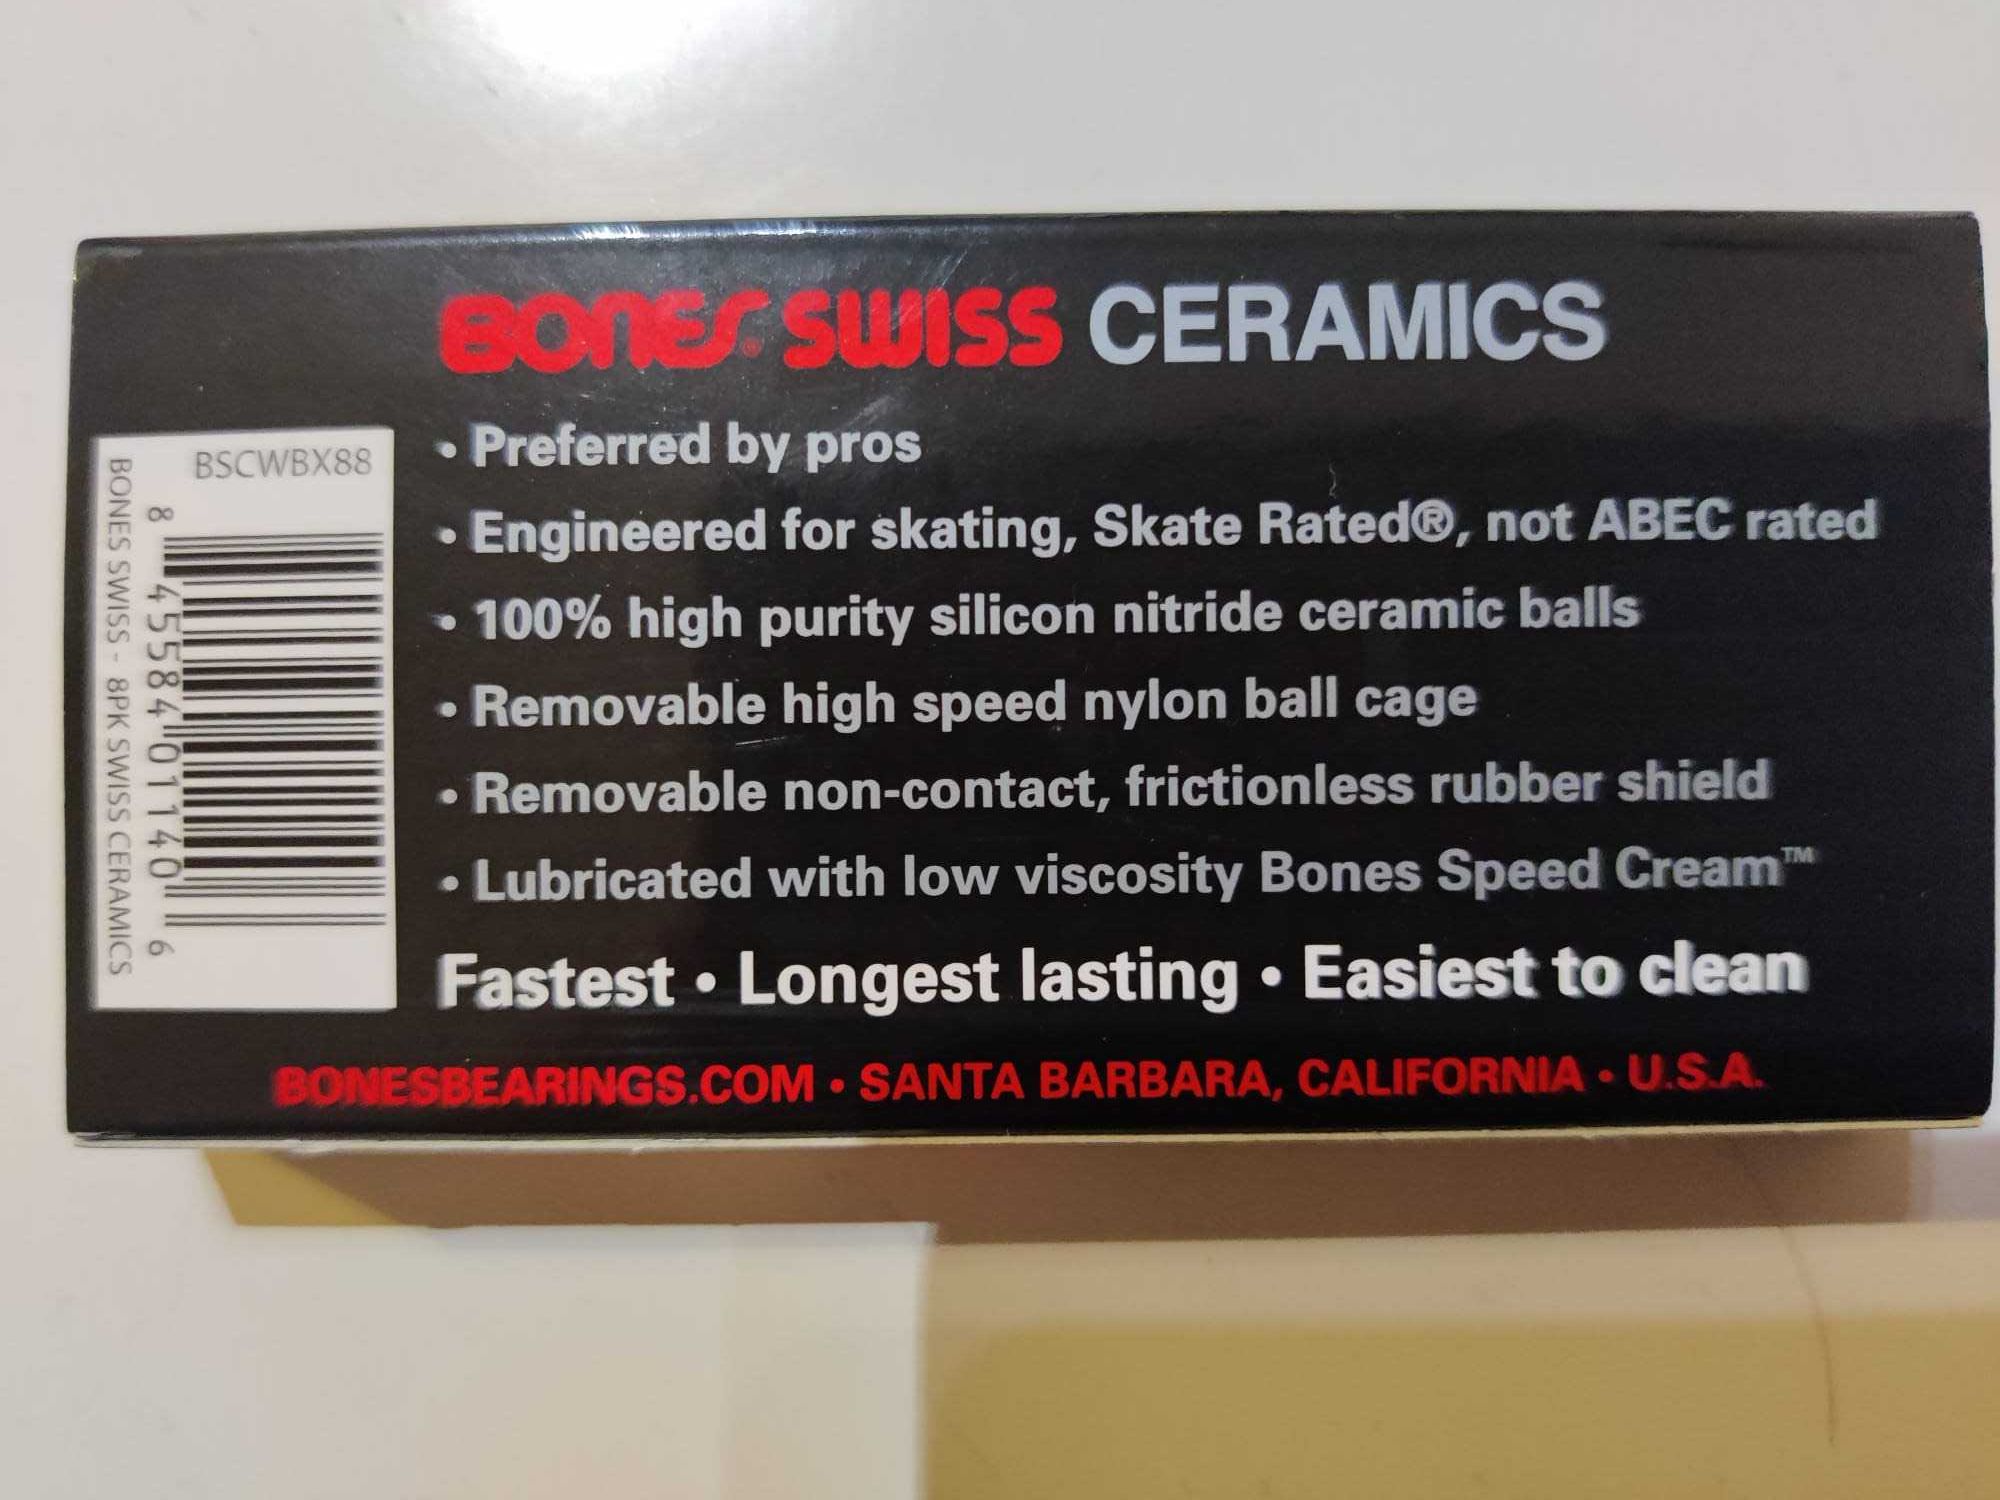 BONES® SWISS CERAMICS
BSCWBX88
8 45584 01140 6
BONES SWISS - 8PK SWISS CERAMICS
• Preferred by pros
• Engineered for skating, Skate Rated®, not ABEC rated
• 100% high purity silicon nitride ceramic balls
• Removable high speed nylon ball cage
• Removable non-contact, frictionless rubber shield
• Lubricated with low viscosity Bones Speed Cream™
Fastest • Longest lasting • Easiest to clean
BONESBEARINGS.COM • SANTA BARBARA, CALIFORNIA • U.S.A.